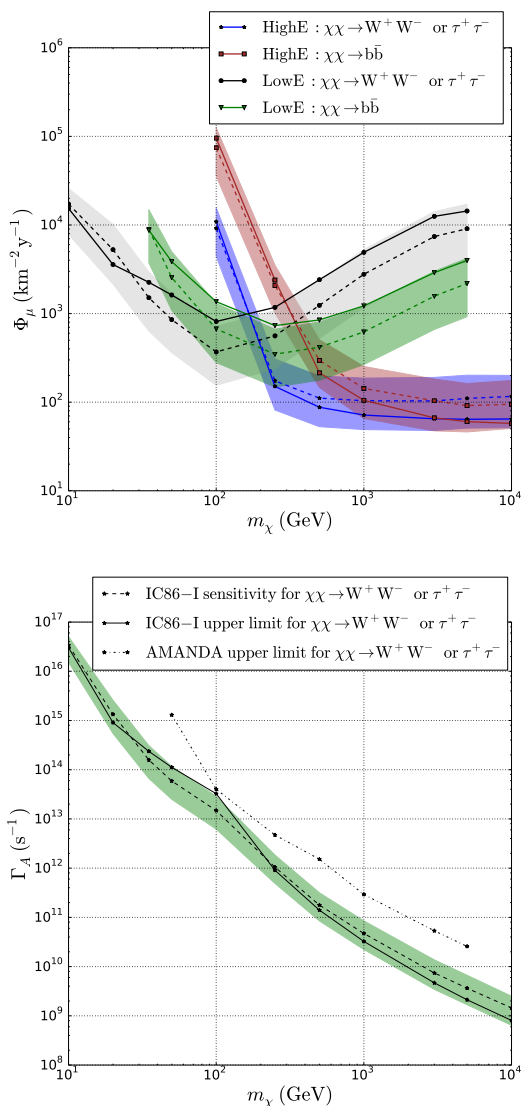 HighE : χχ→W⁺ W⁻ or τ⁺ τ⁻
HighE : χχ→bb̄
LowE : χχ→W⁺ W⁻ or τ⁺ τ⁻
LowE : χχ→bb̄
10⁶
10⁵
10⁴
10³
10²
10¹
Φ_μ (km⁻² y⁻¹)
10¹ 10² 10³ 10⁴
m_χ (GeV)
IC86−I sensitivity for χχ→W⁺ W⁻ or τ⁺ τ⁻
IC86−I upper limit for χχ→W⁺ W⁻ or τ⁺ τ⁻
AMANDA upper limit for χχ→W⁺ W⁻ or τ⁺ τ⁻
10¹⁷
10¹⁶
10¹⁵
10¹⁴
10¹³
10¹²
10¹¹
10¹⁰
10⁹
10⁸
Γ_A (s⁻¹)
10¹ 10² 10³ 10⁴
m_χ (GeV)